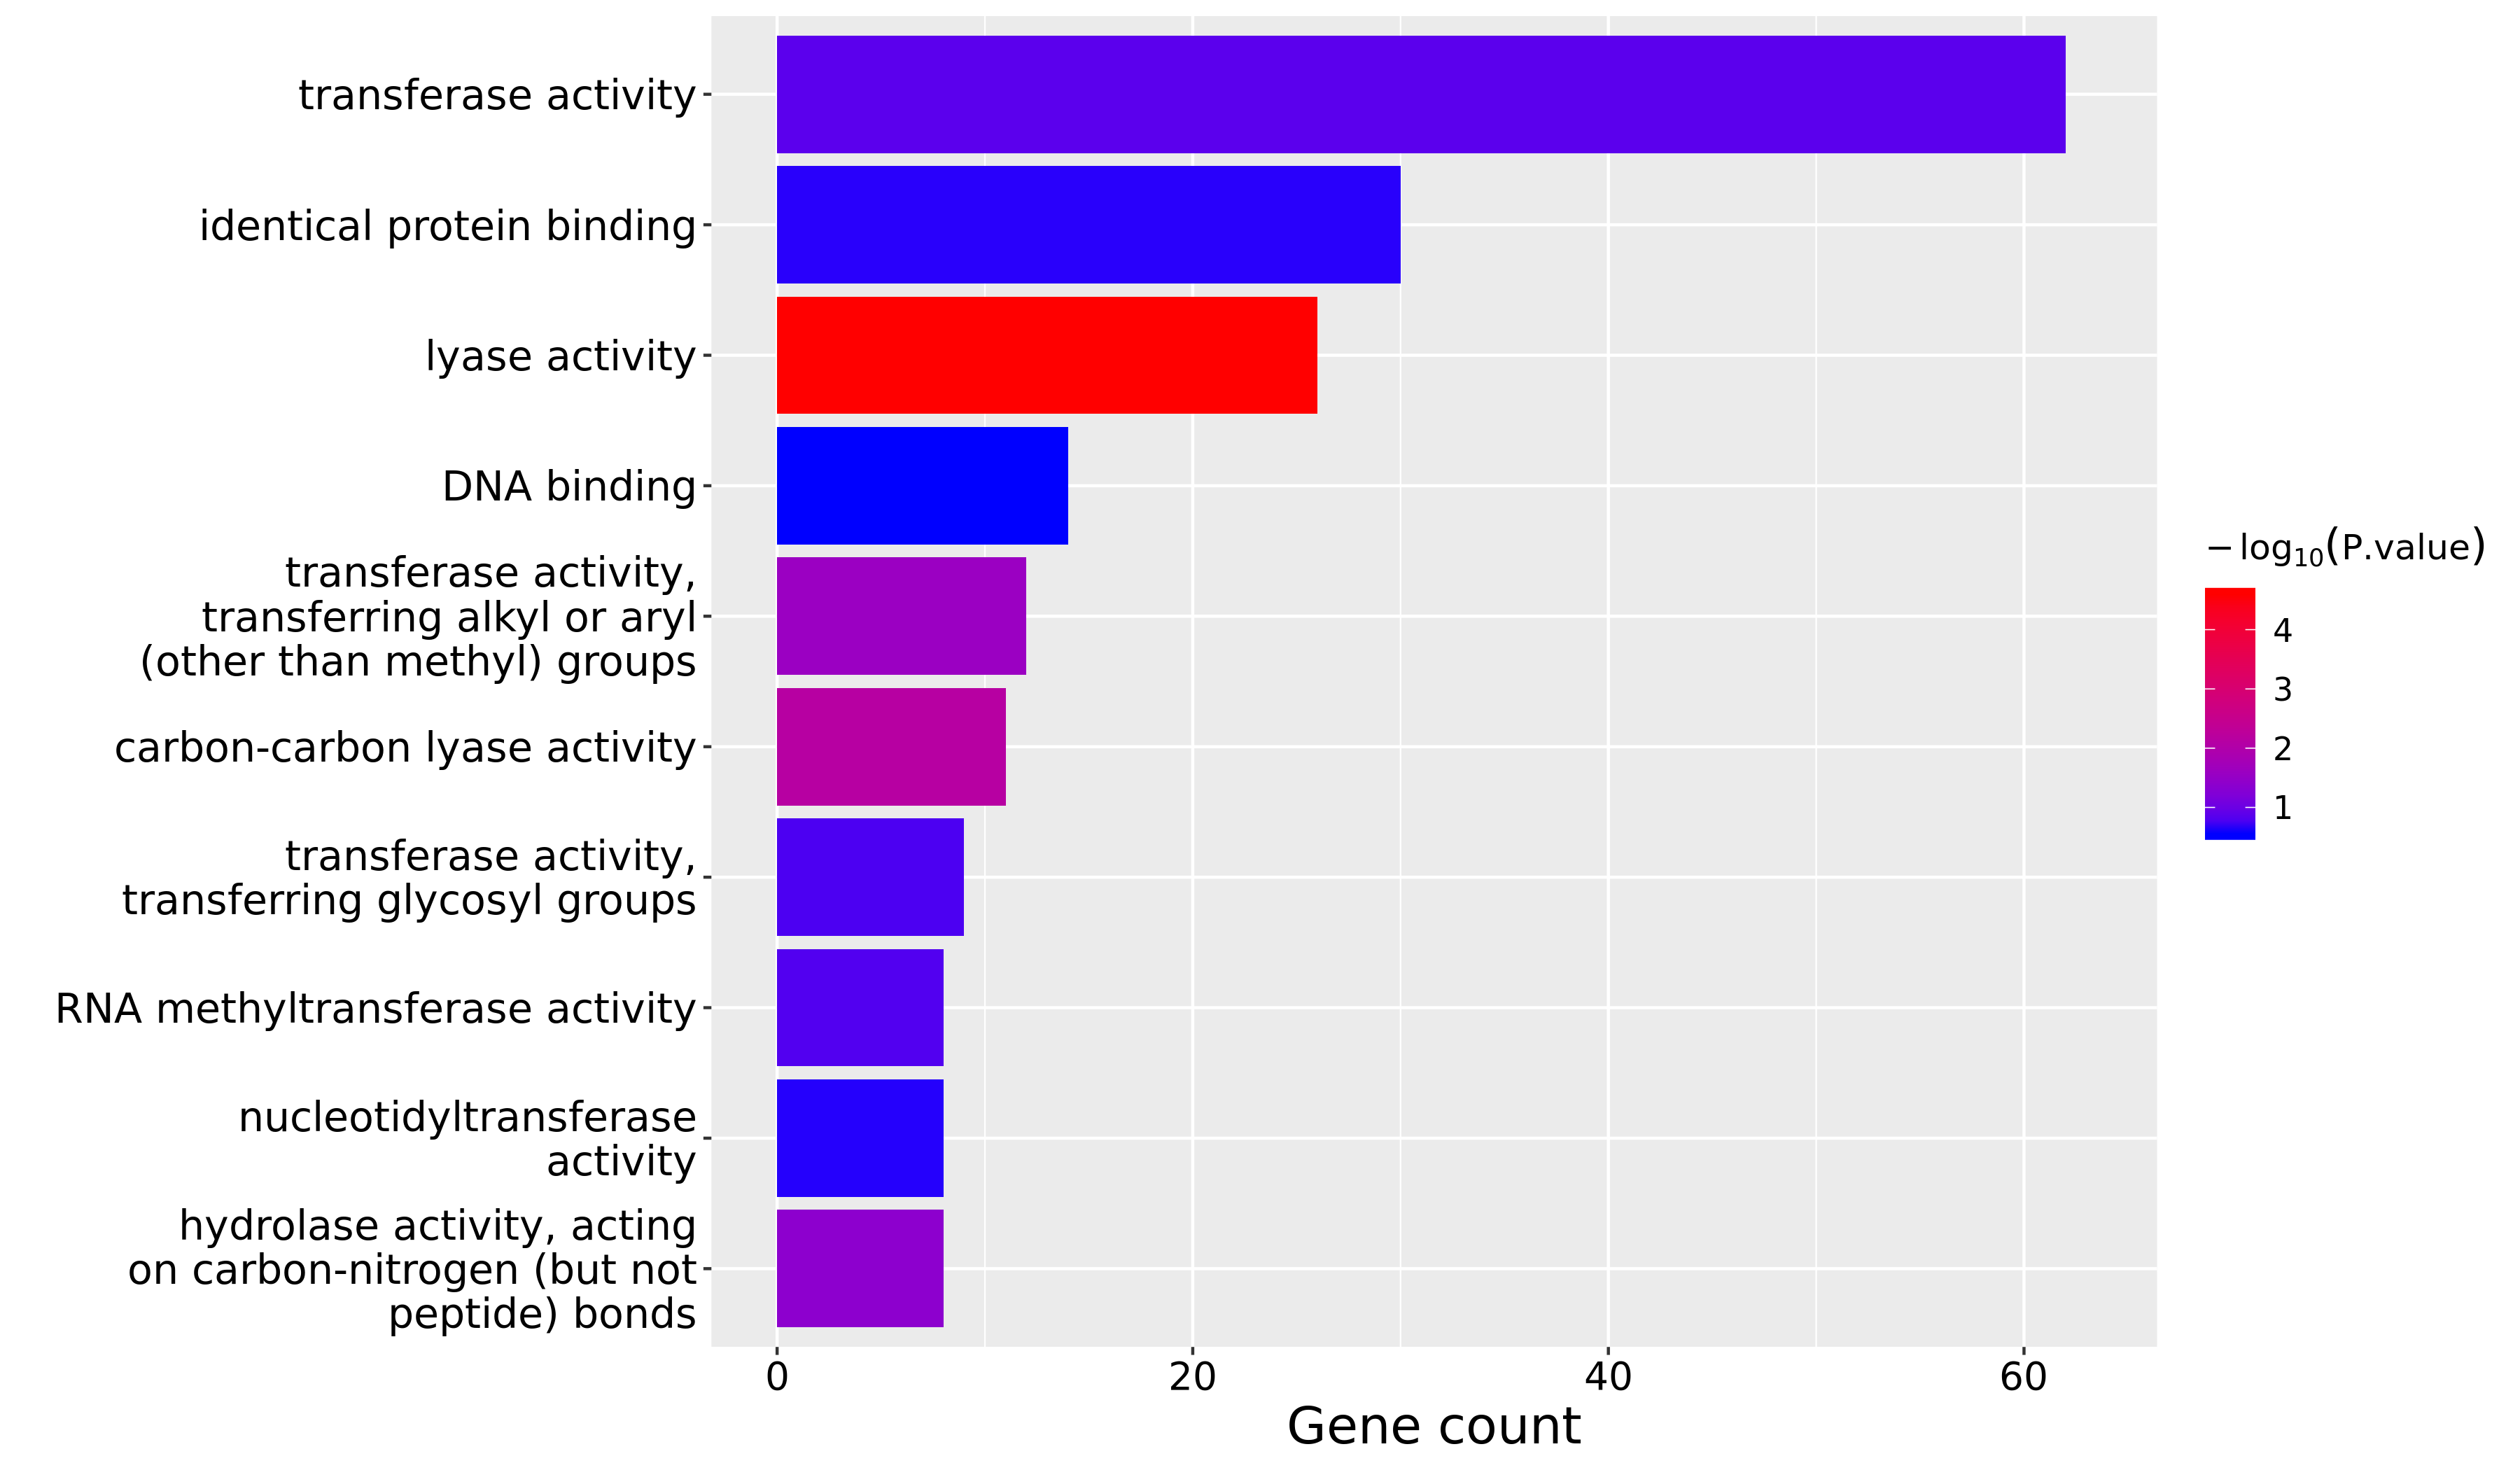 transferase activity
identical protein binding
lyase activity
DNA binding
transferase activity,
transferring alkyl or aryl
(other than methyl) groups
carbon-carbon lyase activity
transferase activity,
transferring glycosyl groups
RNA methyltransferase activity
nucleotidyltransferase
activity
hydrolase activity, acting
on carbon-nitrogen (but not
peptide) bonds
0 20 40 60
Gene count
− log₁₀(P.value)
4
3
2
1